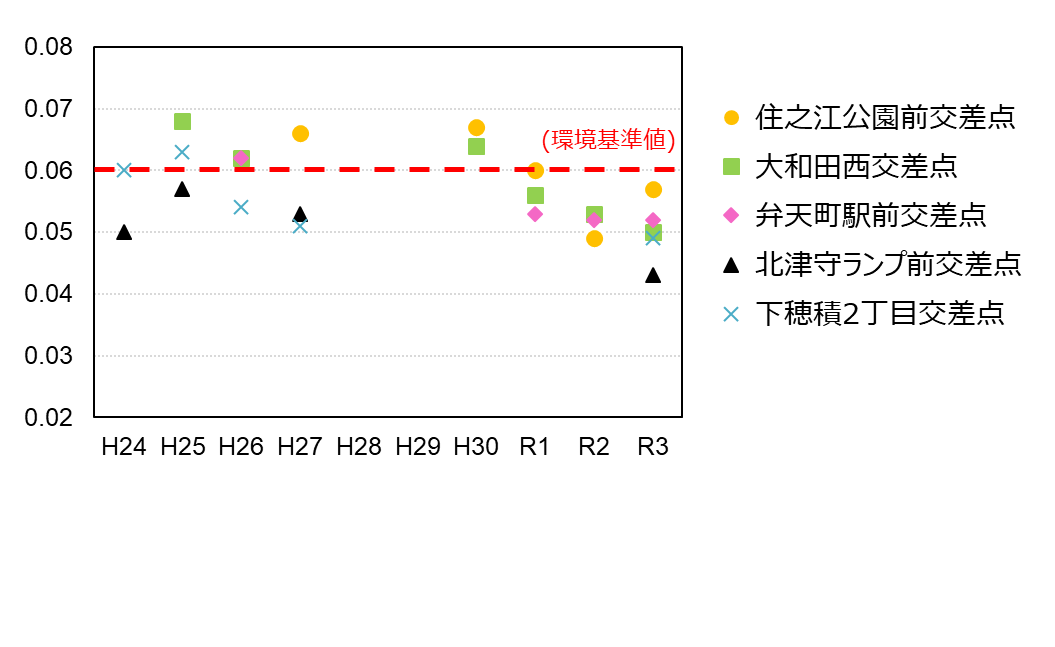 0.08
0.07
0.06
0.05
0.04
0.03
0.02
(環境基準値)
H24 H25 H26 H27 H28 H29 H30 R1 R2 R3
住之江公園前交差点
大和田西交差点
弁天町駅前交差点
北津守ランプ前交差点
下穂積2丁目交差点